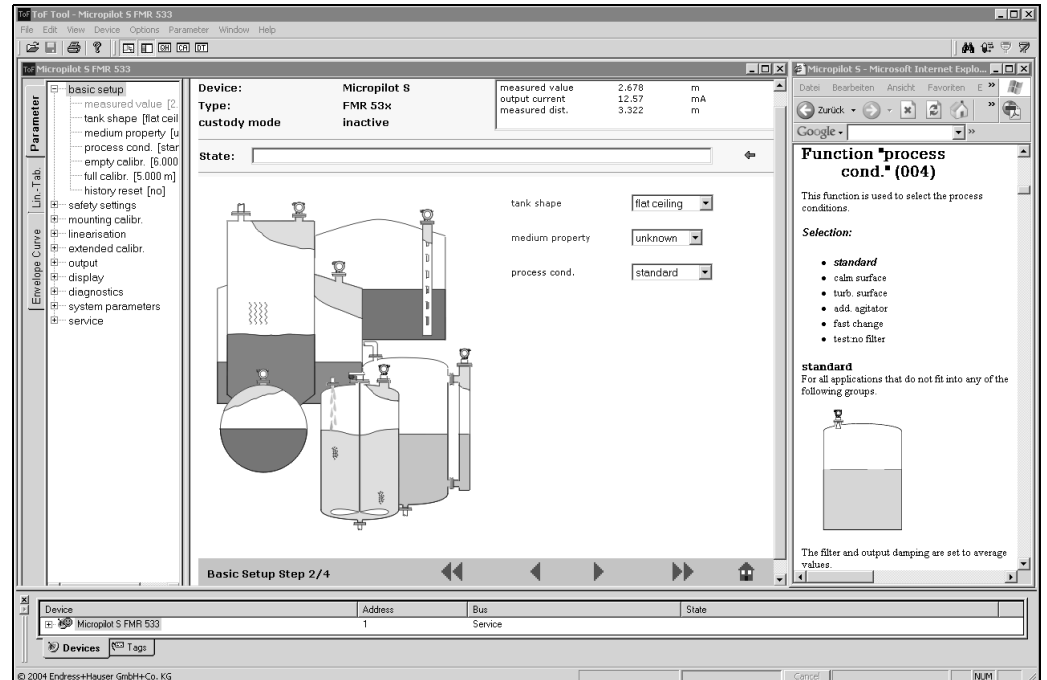 ToF Tool - Micropilot S FMR 533
File Edit View Device Options Parameter Window Help
Micropilot S FMR 533
Parameter
Lin.-Tab.
Envelope Curve
basic setup
measured value [2.
tank shape [flat ceil
medium property [u
process cond. [star
empty calibr. [6.000
full calibr. [5.000 m]
history reset [no]
safety settings
mounting calibr.
linearisation
extended calibr.
output
display
diagnostics
system parameters
service
Device: Micropilot S
Type: FMR 53x
custody mode inactive
measured value 2.678 m
output current 12.57 mA
measured dist. 3.322 m
State:
tank shape flat ceiling
medium property unknown
process cond. standard
Basic Setup Step 2/4
Micropilot S - Microsoft Internet Explo...
Datei Bearbeiten Ansicht Favoriten E »
Zurück
Google
Function "process
cond." (004)
This function is used to select the process
conditions.
Selection:
• standard
• calm surface
• turb. surface
• add. agitator
• fast change
• test:no filter
standard
For all applications that do not fit into any of the
following groups.
The filter and output damping are set to average
values.
Device Address Bus State
Micropilot S FMR 533 1 Service
Devices Tags
© 2004 Endress+Hauser GmbH+Co. KG
Cancel NUM